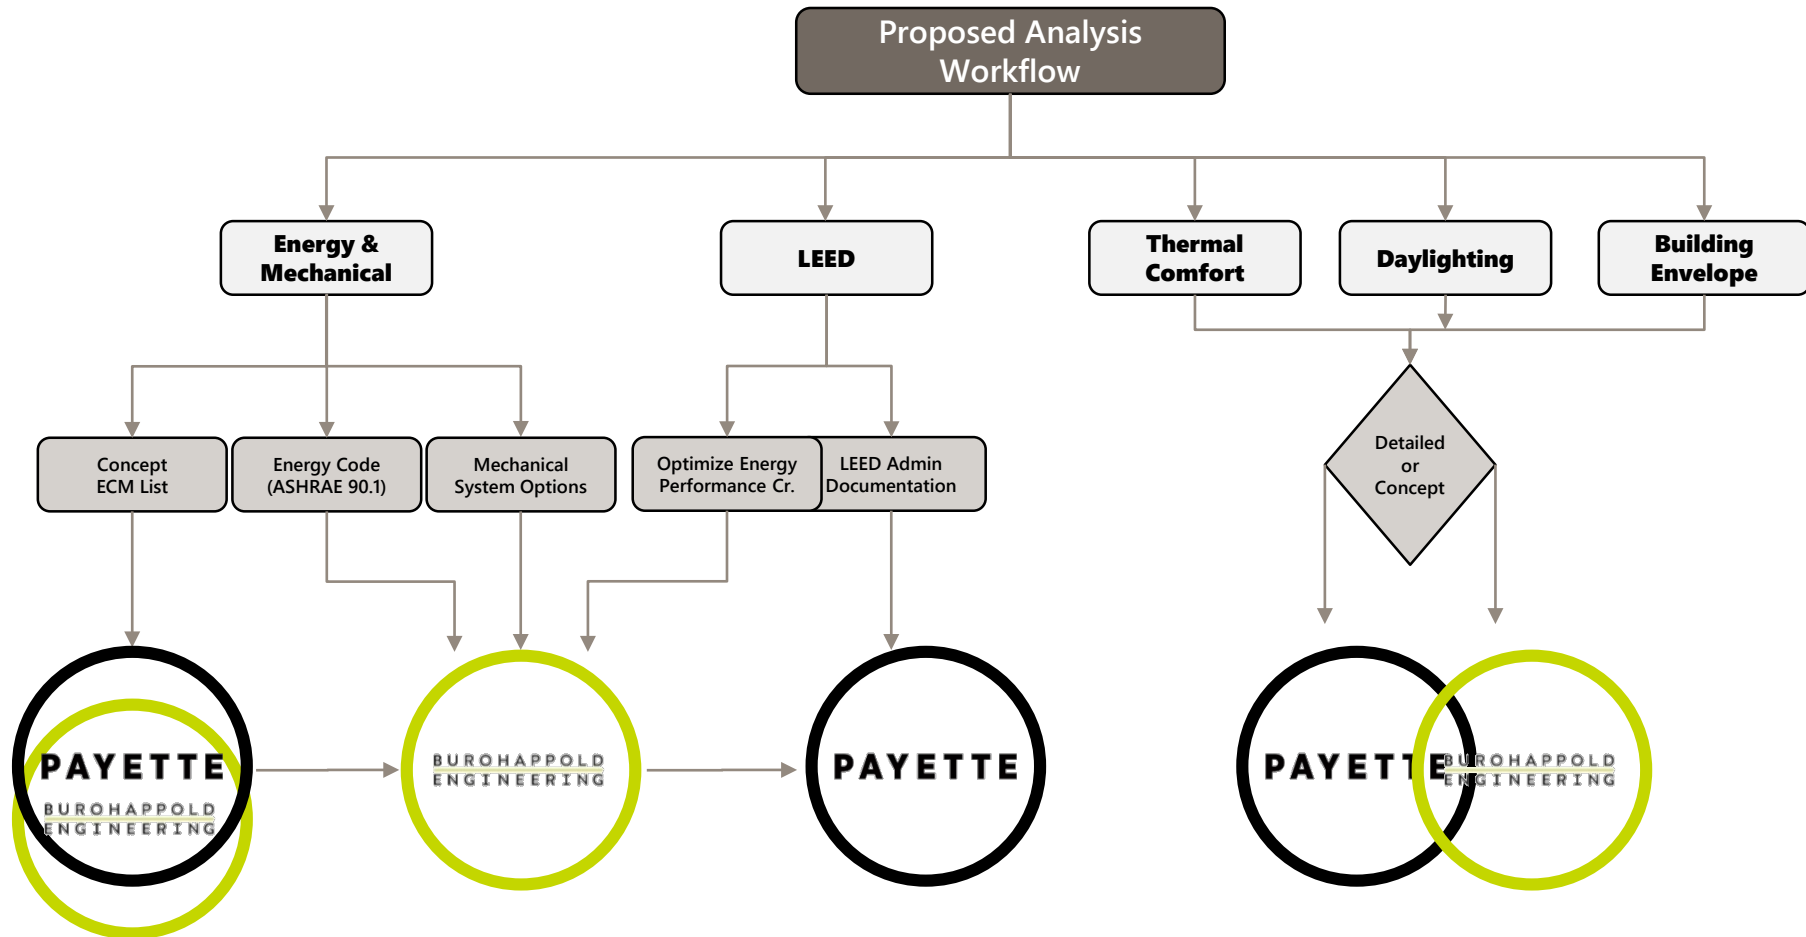 Proposed Analysis
Workflow
Energy &
Mechanical
LEED
Thermal
Comfort
Daylighting
Building
Envelope
Concept
ECM List
Energy Code
(ASHRAE 90.1)
Mechanical
System Options
Optimize Energy
Performance Cr.
LEED Admin
Documentation
Detailed
or
Concept
PAYETTE
BUROHAPPOLD
ENGINEERING
BUROHAPPOLD
ENGINEERING
PAYETTE
PAYETTE
BUROHAPPOLD
ENGINEERING